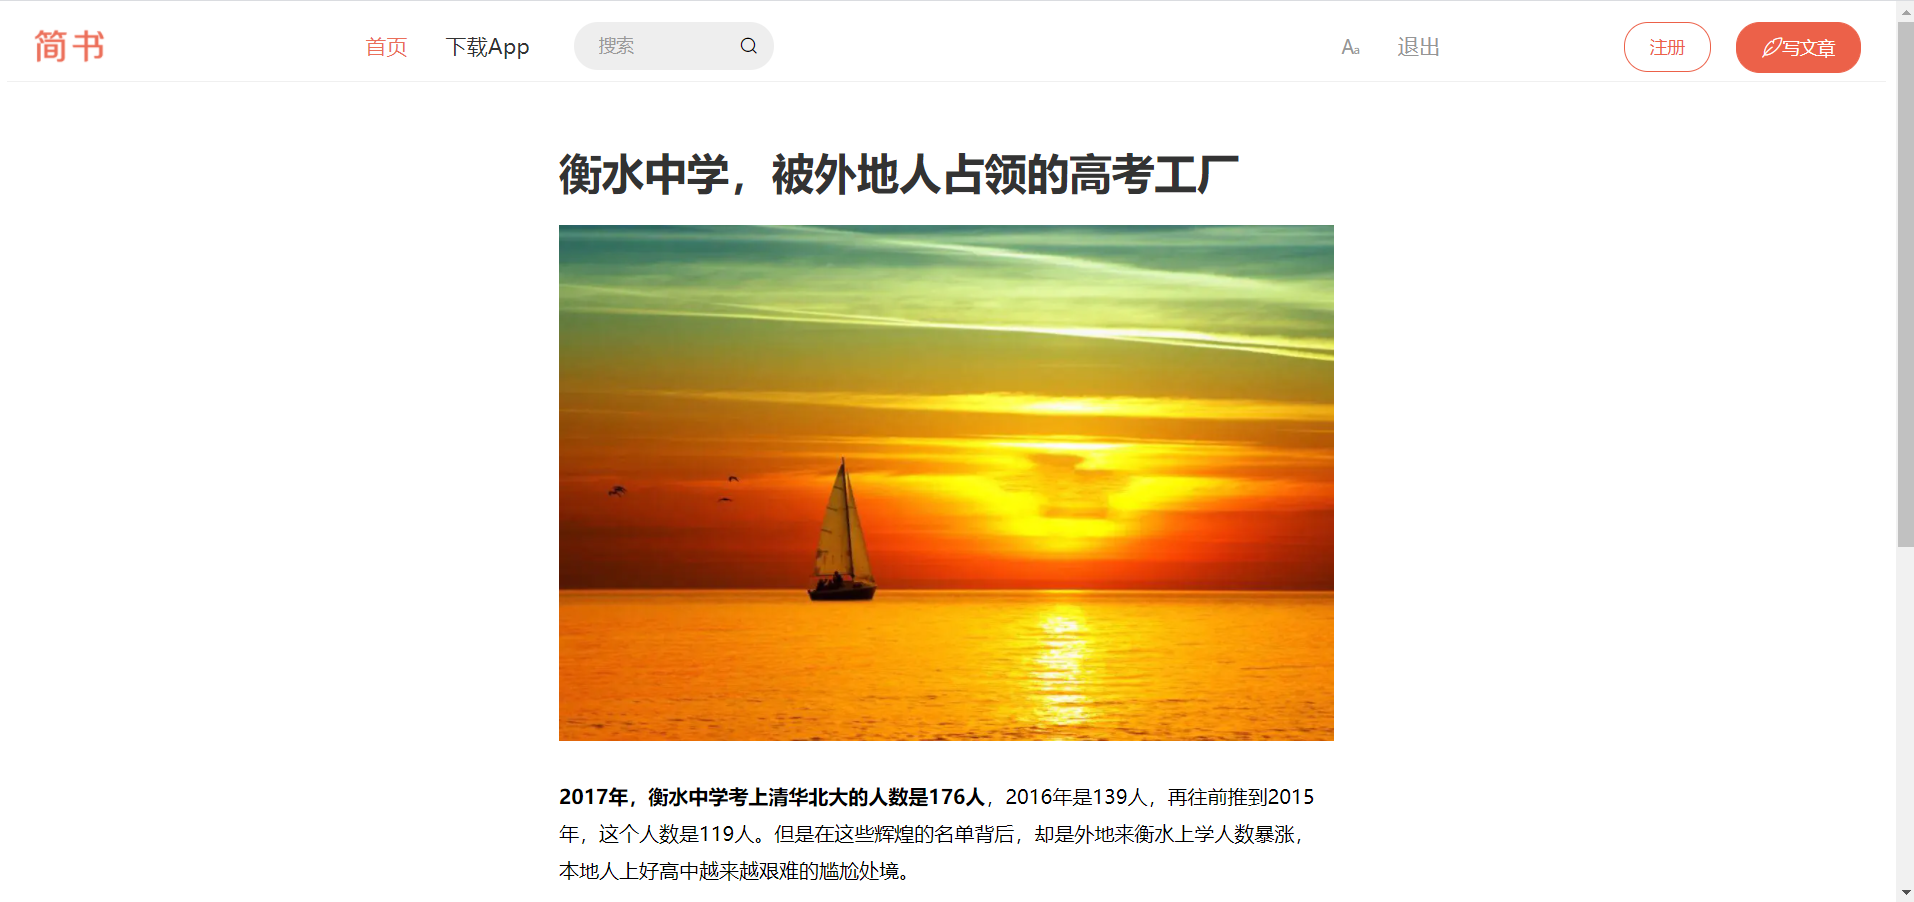 简书 首页 下载App 搜索 Aa 退出 注册 写文章
衡水中学，被外地人占领的高考工厂
2017年，衡水中学考上清华北大的人数是176人，2016年是139人，再往前推到2015
年，这个人数是119人。但是在这些辉煌的名单背后，却是外地来衡水上学人数暴涨，
本地人上好高中越来越艰难的尴尬处境。